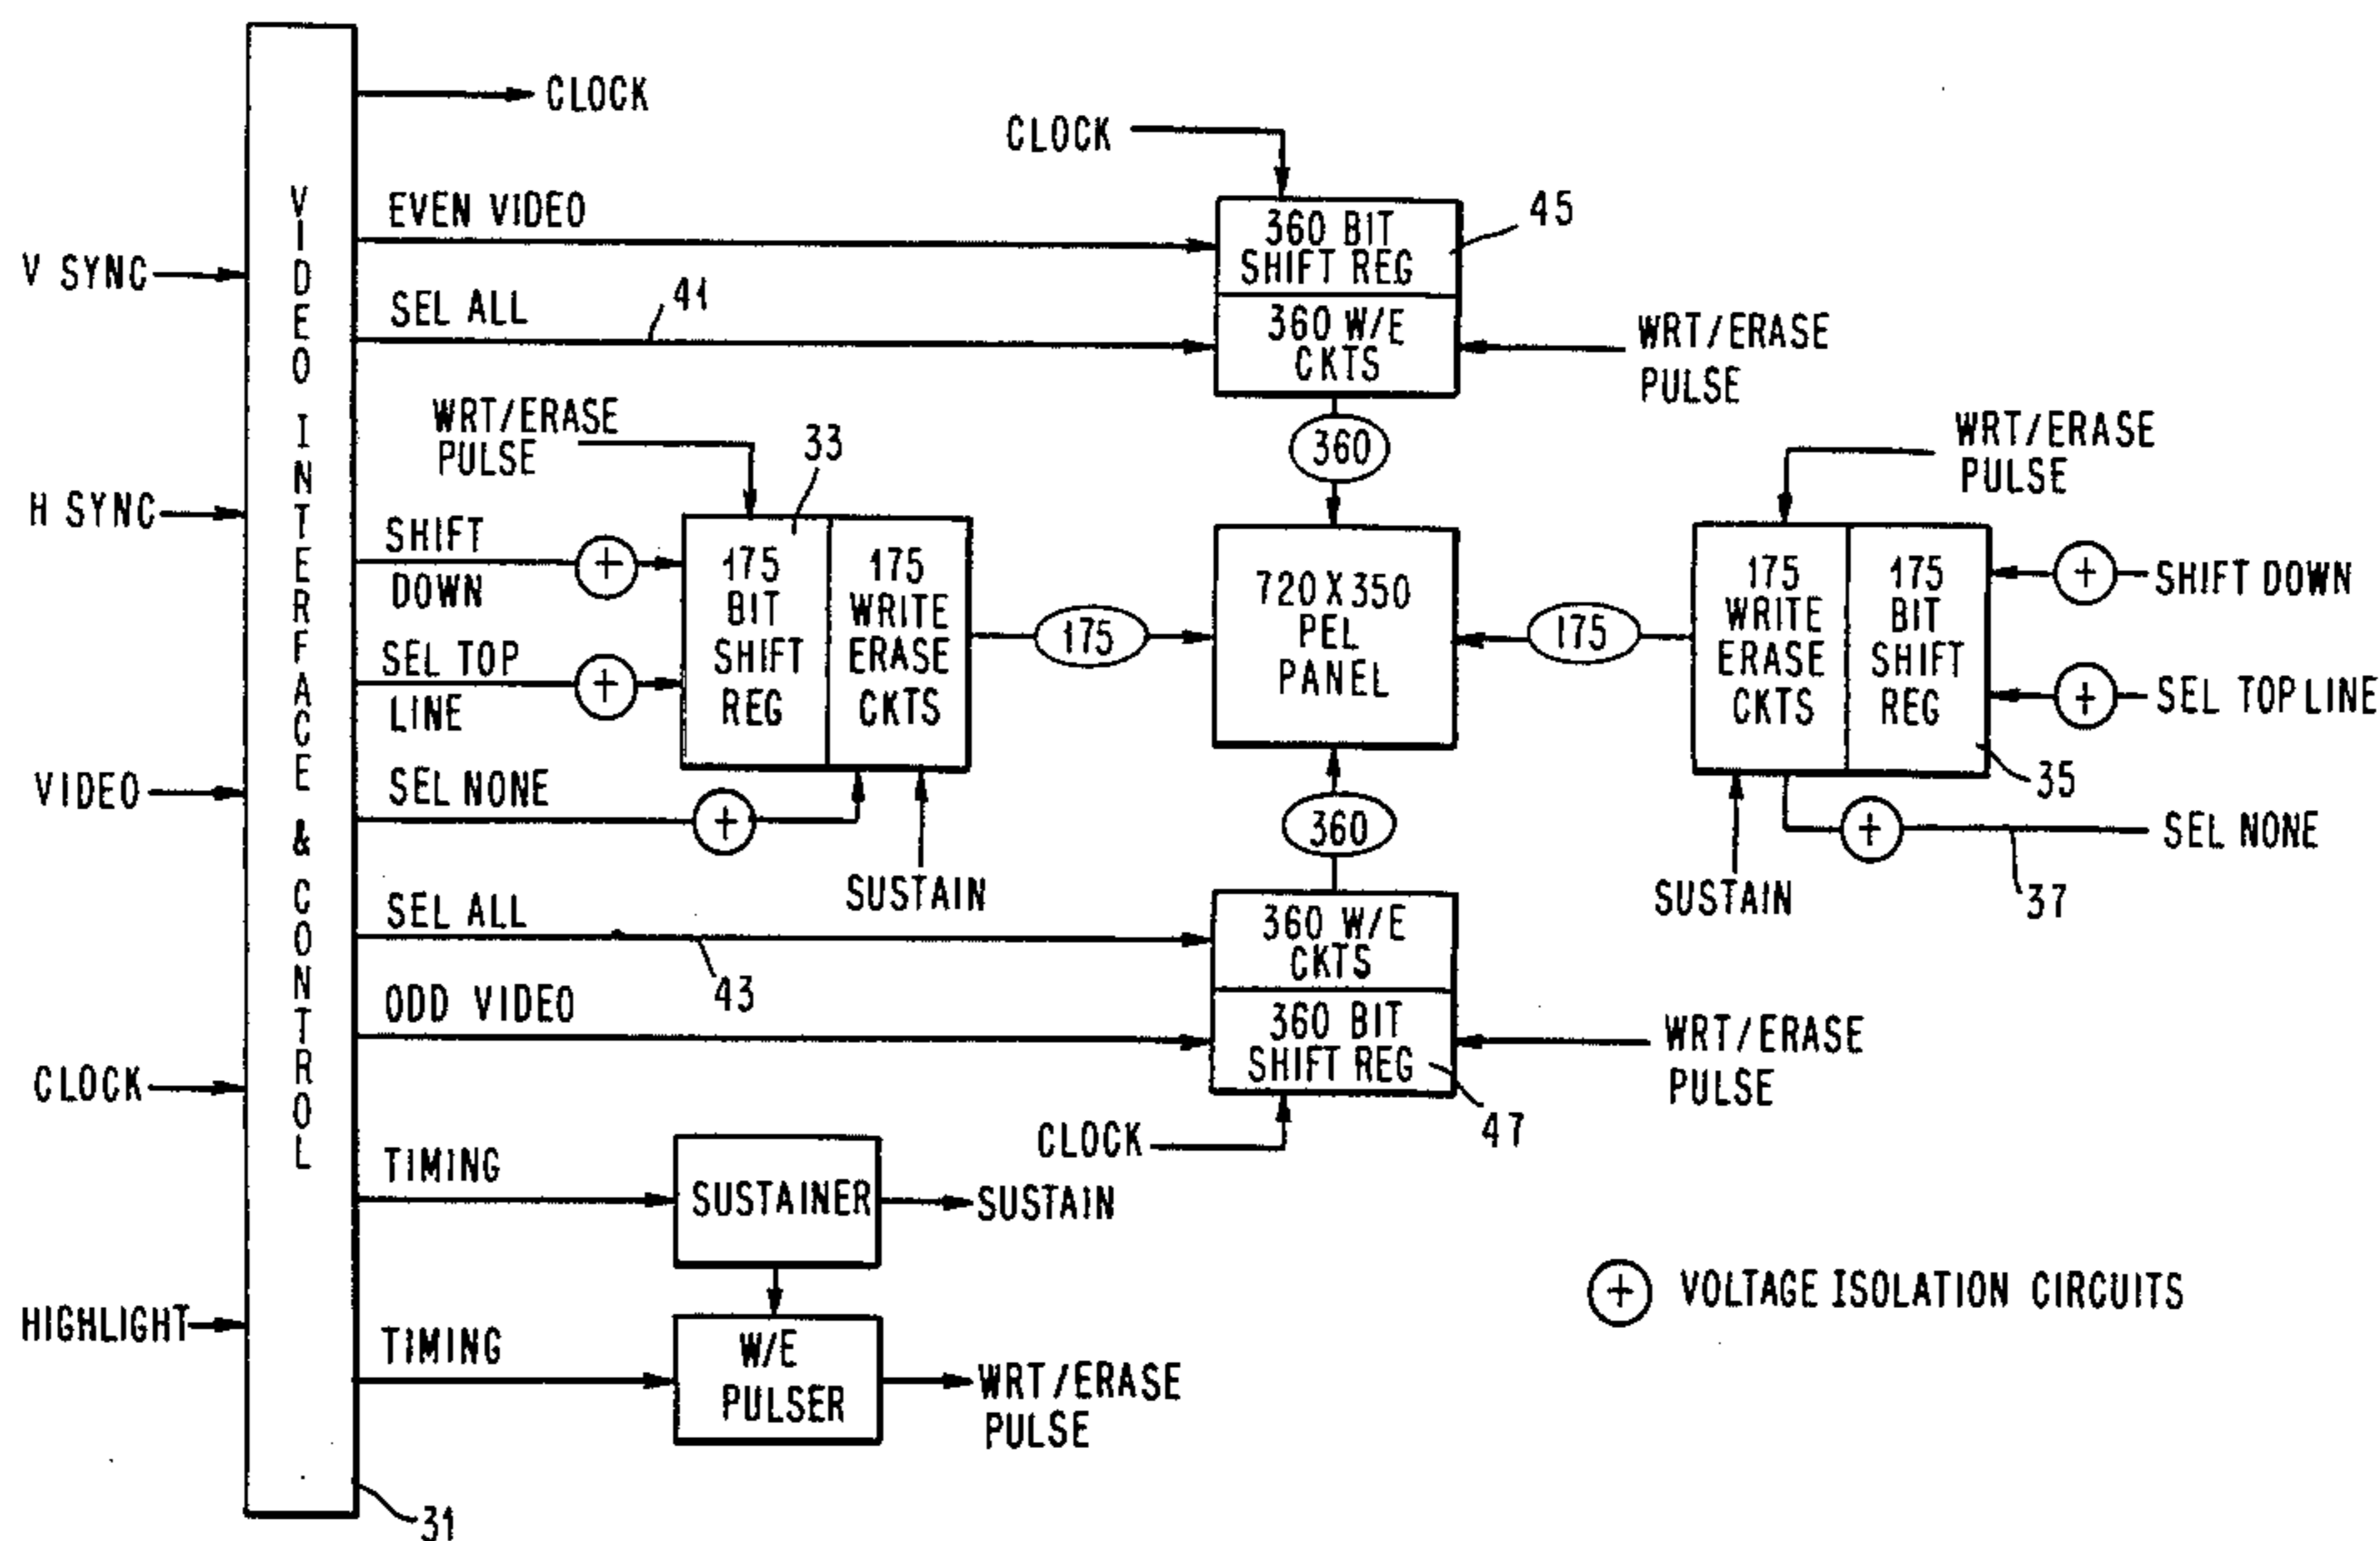 CLOCK
CLOCK
EVEN VIDEO
360 BIT
SHIFT REG
45
V SYNC
SEL ALL
41
360 W/E
CKTS
WRT/ERASE
PULSE
WRT/ERASE
PULSE
33
360
WRT/ERASE
PULSE
H SYNC
SHIFT
DOWN
175
BIT
SHIFT
REG
175
WRITE
ERASE
CKTS
175
720 X 350
PEL
PANEL
175
175
WRITE
ERASE
CKTS
175
BIT
SHIFT
REG
SHIFT DOWN
SEL TOP
LINE
SEL TOP LINE
VIDEO
SEL NONE
360
35
SEL NONE
SUSTAIN
SUSTAIN
37
VIDEO INTERFACE & CONTROL
SEL ALL
43
360 W/E
CKTS
ODD VIDEO
360 BIT
SHIFT REG
WRT/ERASE
PULSE
CLOCK
CLOCK
47
TIMING
SUSTAINER
SUSTAIN
VOLTAGE ISOLATION CIRCUITS
HIGHLIGHT
TIMING
W/E
PULSER
WRT/ERASE
PULSE
31